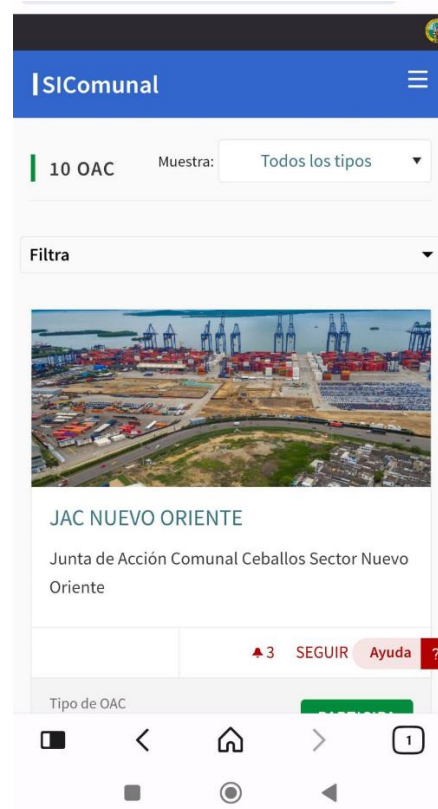 SIComunal
10 OAC
Muestra:
Todos los tipos
Filtra
JAC NUEVO ORIENTE
Junta de Acción Comunal Ceballos Sector Nuevo
Oriente
3 SEGUIR Ayuda ?
Tipo de OAC
PARTICIPA
1